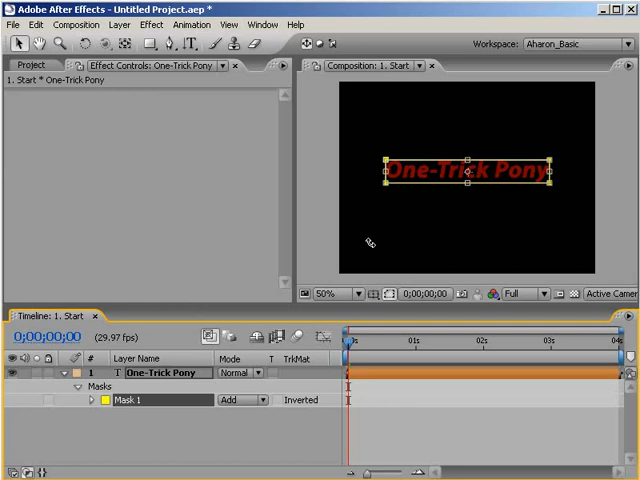 Adobe After Effects - Untitled Project.aep *
File Edit Composition Layer Effect Animation View Window Help
Workspace: Aharon_Basic
Project Effect Controls: One-Trick Pony
1. Start * One-Trick Pony
Composition: 1. Start
One-Trick Pony
50% 0;00;00;00 Full Active Camer
Timeline: 1. Start
0;00;00;00 (29.97 fps)
01s 02s 03s 04s
# Layer Name Mode T TrkMat
1 T One-Trick Pony Normal
Masks
Mask 1 Add Inverted